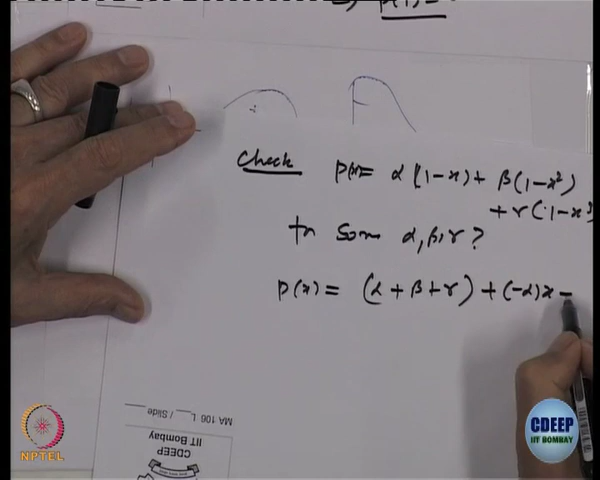 Check P(x)= α(1-x)+ β(1-x²)
+ γ(1-x³)
for some α, β, γ?
P(x) = (α + β + γ) + (-α)x -
MA 106 L / Slide
CDEEP
IIT Bombay
NPTEL
CDEEP
IIT BOMBAY